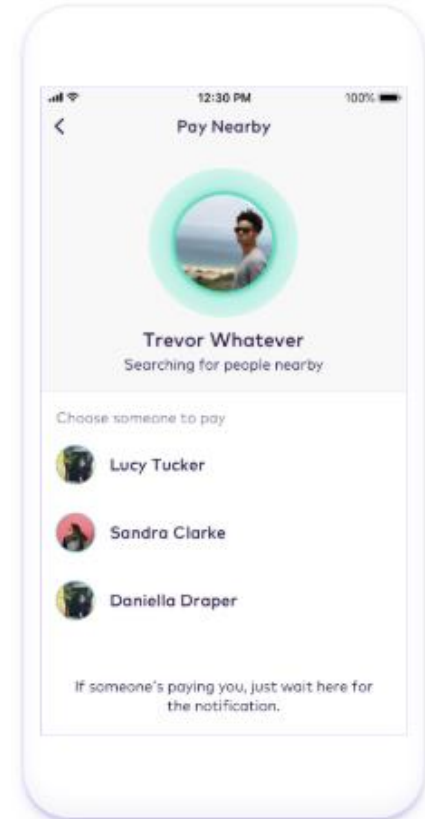 12:30 PM 100%
Pay Nearby
Trevor Whatever
Searching for people nearby
Choose someone to pay
Lucy Tucker
Sandra Clarke
Daniella Draper
If someone's paying you, just wait here for
the notification.